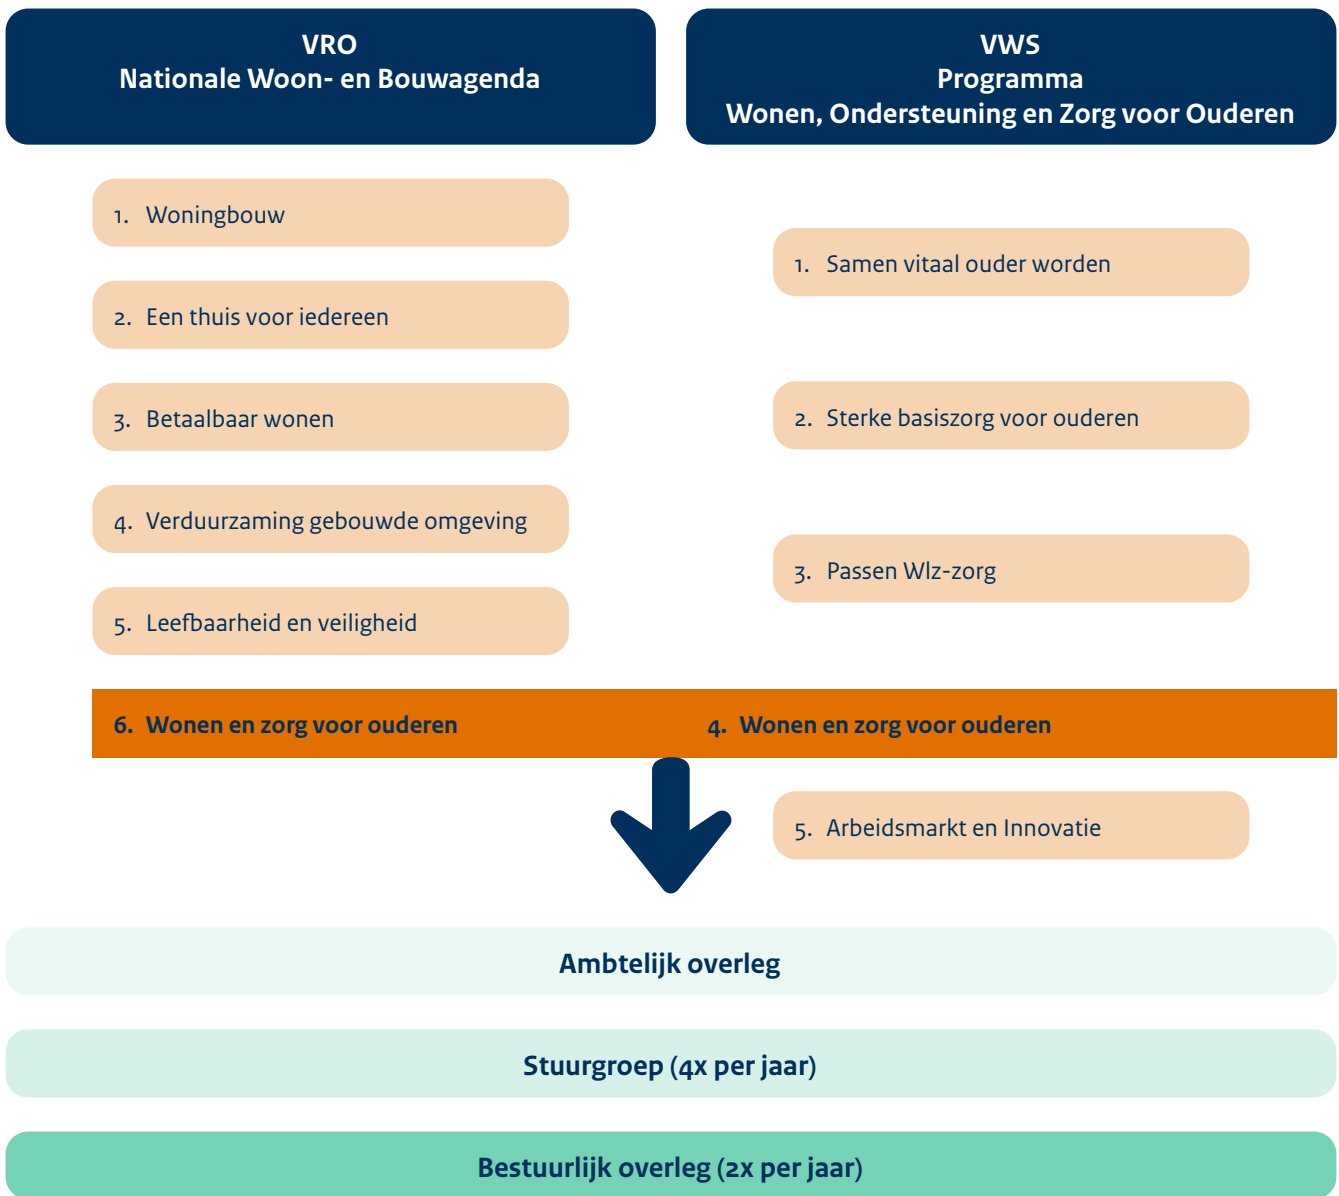 VRO
Nationale Woon- en Bouwagenda
VWS
Programma
Wonen, Ondersteuning en Zorg voor Ouderen
1. Woningbouw
2. Een thuis voor iedereen
3. Betaalbaar wonen
4. Verduurzaming gebouwde omgeving
5. Leefbaarheid en veiligheid
1. Samen vitaal ouder worden
2. Sterke basiszorg voor ouderen
3. Passen Wlz-zorg
6. Wonen en zorg voor ouderen
4. Wonen en zorg voor ouderen
5. Arbeidsmarkt en Innovatie
Ambtelijk overleg
Stuurgroep (4x per jaar)
Bestuurlijk overleg (2x per jaar)